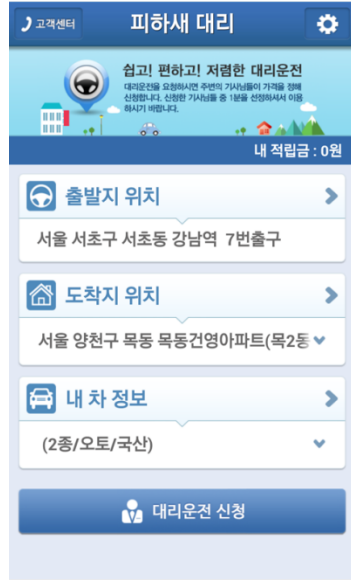 고객센터
피하새 대리
쉽고! 편하고! 저렴한 대리운전
대리운전을 요청하시면 주변의 기사님들이 가격을 정해
신청합니다. 신청한 기사님들 중 1분을 선정하셔서 이용
하시기 바랍니다.
내 적립금 : 0원
출발지 위치
서울 서초구 서초동 강남역 7번출구
도착지 위치
서울 양천구 목동 목동건영아파트(목2동
내 차 정보
(2종/오토/국산)
대리운전 신청